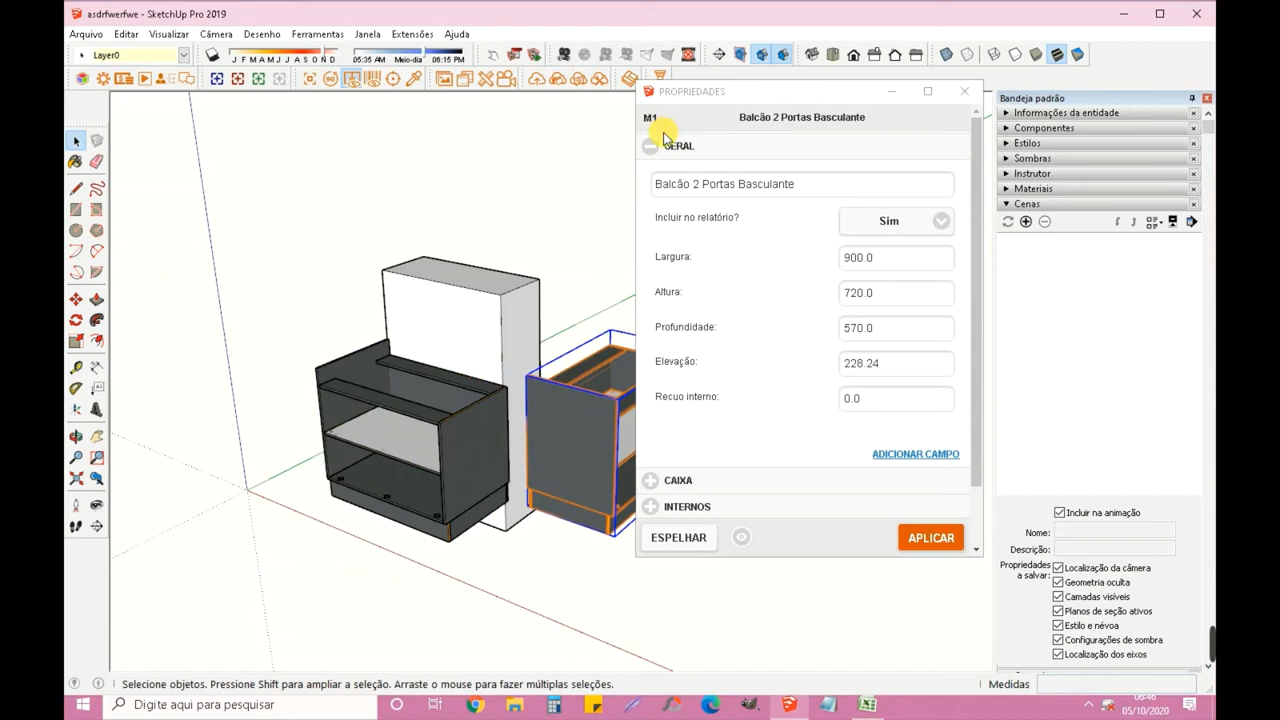 asdrfwerfwe - SketchUp Pro 2019
Arquivo Editar Visualizar Câmera Desenho Ferramentas Janela Extensões Ajuda
Layer0
J F M A M J J A S O N D
05:35 AM Meio-dia 06:15 PM
PROPRIEDADES
M1 Balcão 2 Portas Basculante
GERAL
Balcão 2 Portas Basculante
Incluir no relatório? Sim
Largura: 900.0
Altura: 720.0
Profundidade: 570.0
Elevação: 228.24
Recuo interno: 0.0
ADICIONAR CAMPO
CAIXA
INTERNOS
ESPELHAR APLICAR
Bandeja padrão
Informações da entidade
Componentes
Estilos
Sombras
Instrutor
Materiais
Cenas
Incluir na animação
Nome:
Descrição:
Propriedades a salvar:
Localização da câmera
Geometria oculta
Camadas visíveis
Planos de seção ativos
Estilo e névoa
Configurações de sombra
Localização dos eixos
Selecione objetos. Pressione Shift para ampliar a seleção. Arraste o mouse para fazer múltiplas seleções.
Medidas
Digite aqui para pesquisar
06:46
05/10/2020